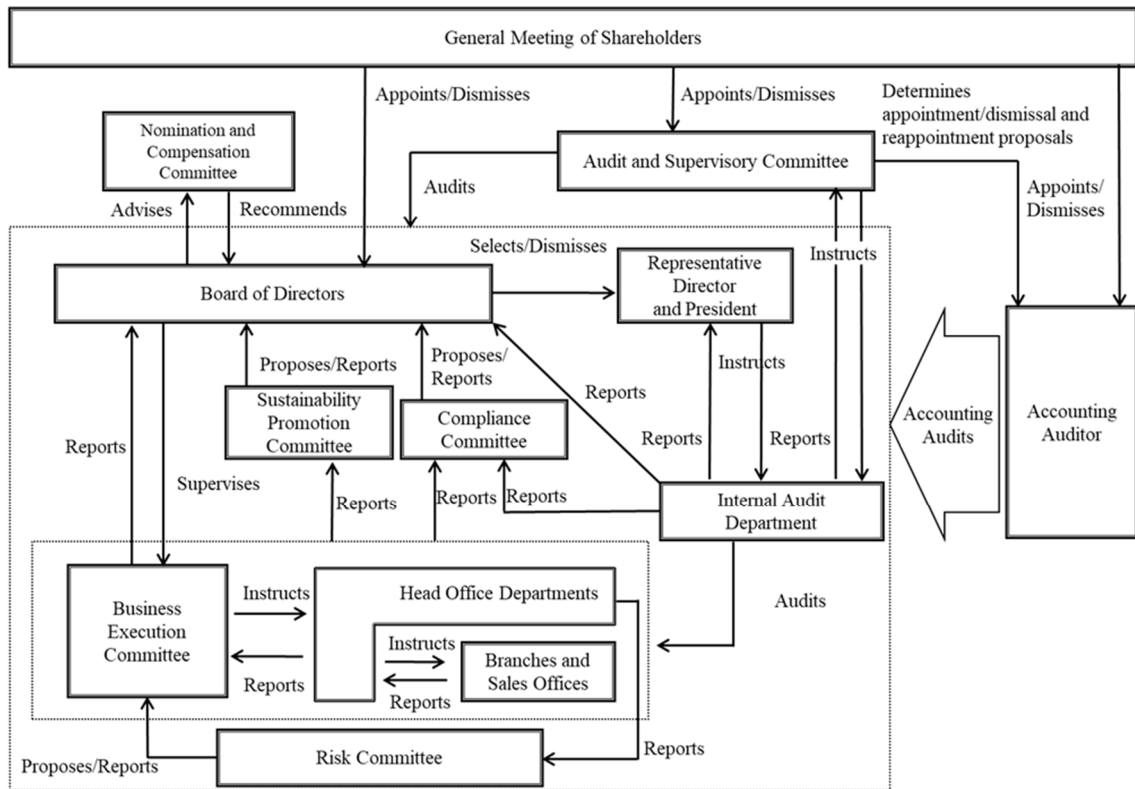 General Meeting of Shareholders
Appoints/Dismisses
Appoints/Dismisses
Determines
appointment/dismissal and
reappointment proposals
Nomination and
Compensation
Committee
Audit and Supervisory Committee
Audits
Appoints/
Dismisses
Advises
Recommends
Selects/Dismisses
Representative
Director
and President
Instructs
Board of Directors
Proposes/Reports
Proposes/
Reports
Instructs
Reports
Sustainability
Promotion
Committee
Compliance
Committee
Accounting
Audits
Accounting
Auditor
Reports
Reports
Reports
Supervises
Reports
Reports
Reports
Internal Audit
Department
Business
Execution
Committee
Instructs
Head Office Departments
Audits
Instructs
Branches and
Sales Offices
Reports
Reports
Reports
Risk Committee
Proposes/Reports